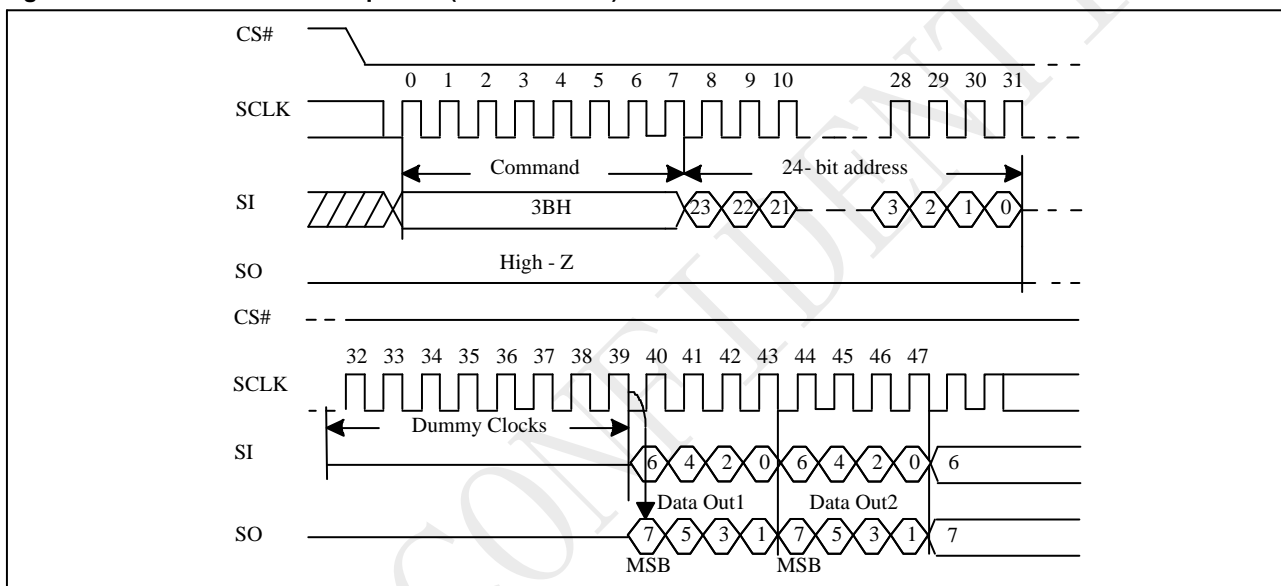 CS#
0 1 2 3 4 5 6 7 8 9 10 28 29 30 31
SCLK
Command 24- bit address
SI 3BH 23 22 21 3 2 1 0
SO High - Z
CS#
32 33 34 35 36 37 38 39 40 41 42 43 44 45 46 47
SCLK
Dummy Clocks
SI 6 4 2 0 6 4 2 0 6
Data Out1 Data Out2
SO 7 5 3 1 7 5 3 1 7
MSB MSB